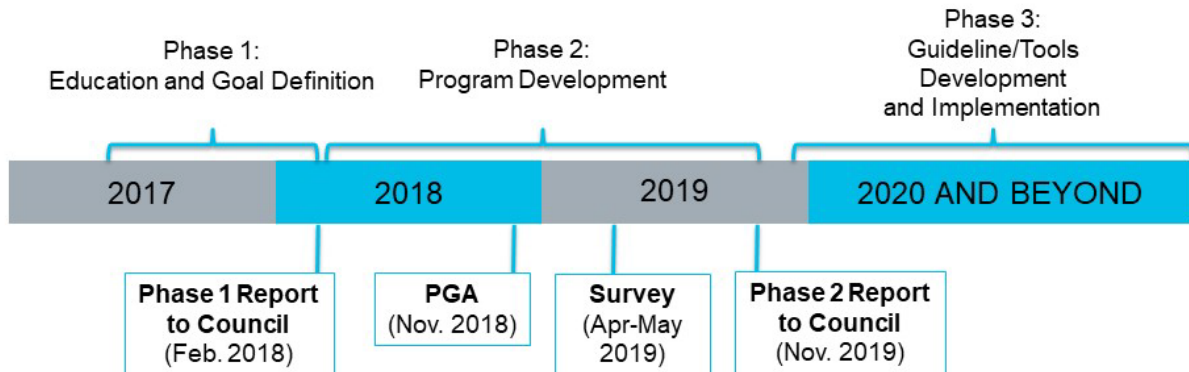 Phase 1:
Education and Goal Definition
Phase 2:
Program Development
Phase 3:
Guideline/Tools
Development
and Implementation
2017
2018
2019
2020 AND BEYOND
Phase 1 Report
to Council
(Feb. 2018)
PGA
(Nov. 2018)
Survey
(Apr-May
2019)
Phase 2 Report
to Council
(Nov. 2019)